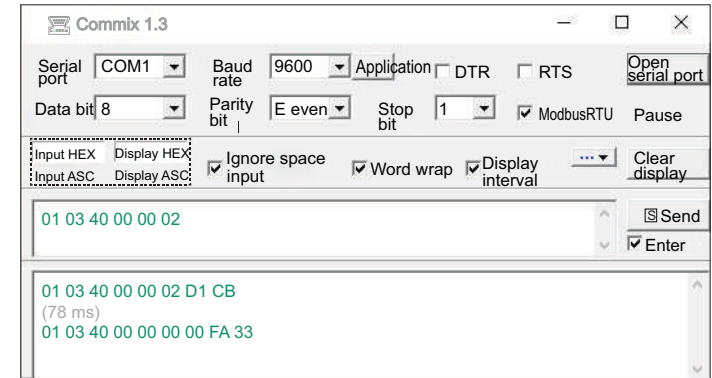 Commix 1.3
Serial port COM1 Baud rate 9600 Application DTR RTS Open serial port
Data bit 8 Parity bit E even Stop bit 1 ModbusRTU Pause
Input HEX Display HEX Ignore space input Word wrap Display interval ... Clear display
Input ASC Display ASC
01 03 40 00 00 02 S Send
Enter
01 03 40 00 00 02 D1 CB
(78 ms)
01 03 40 00 00 00 00 FA 33